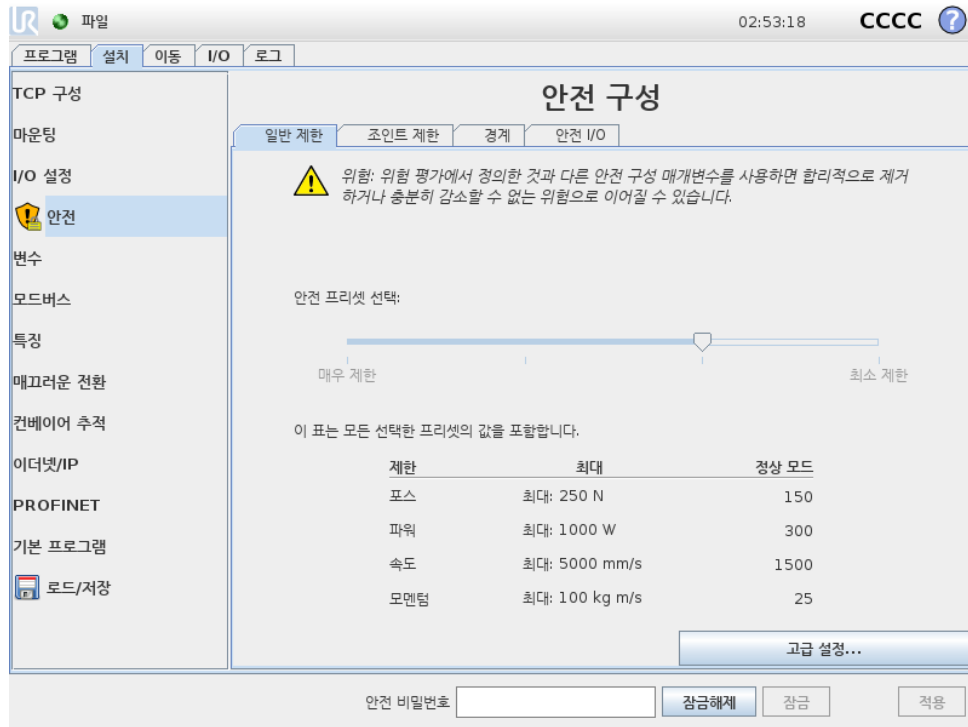 UR 파일 02:53:18 CCCC ?
프로그램 설치 이동 I/O 로그
TCP 구성
마운팅
I/O 설정
안전
변수
모드버스
특징
매끄러운 전환
컨베이어 추적
이더넷/IP
PROFINET
기본 프로그램
로드/저장
안전 구성
일반 제한 조인트 제한 경계 안전 I/O
위험: 위험 평가에서 정의한 것과 다른 안전 구성 매개변수를 사용하면 합리적으로 제거
하거나 충분히 감소할 수 없는 위험으로 이어질 수 있습니다.
안전 프리셋 선택:
매우 제한 최소 제한
이 표는 모든 선택한 프리셋의 값을 포함합니다.
제한 최대 정상 모드
포스 최대: 250 N 150
파워 최대: 1000 W 300
속도 최대: 5000 mm/s 1500
모멘텀 최대: 100 kg m/s 25
고급 설정...
안전 비밀번호 잠금해제 잠금 적용